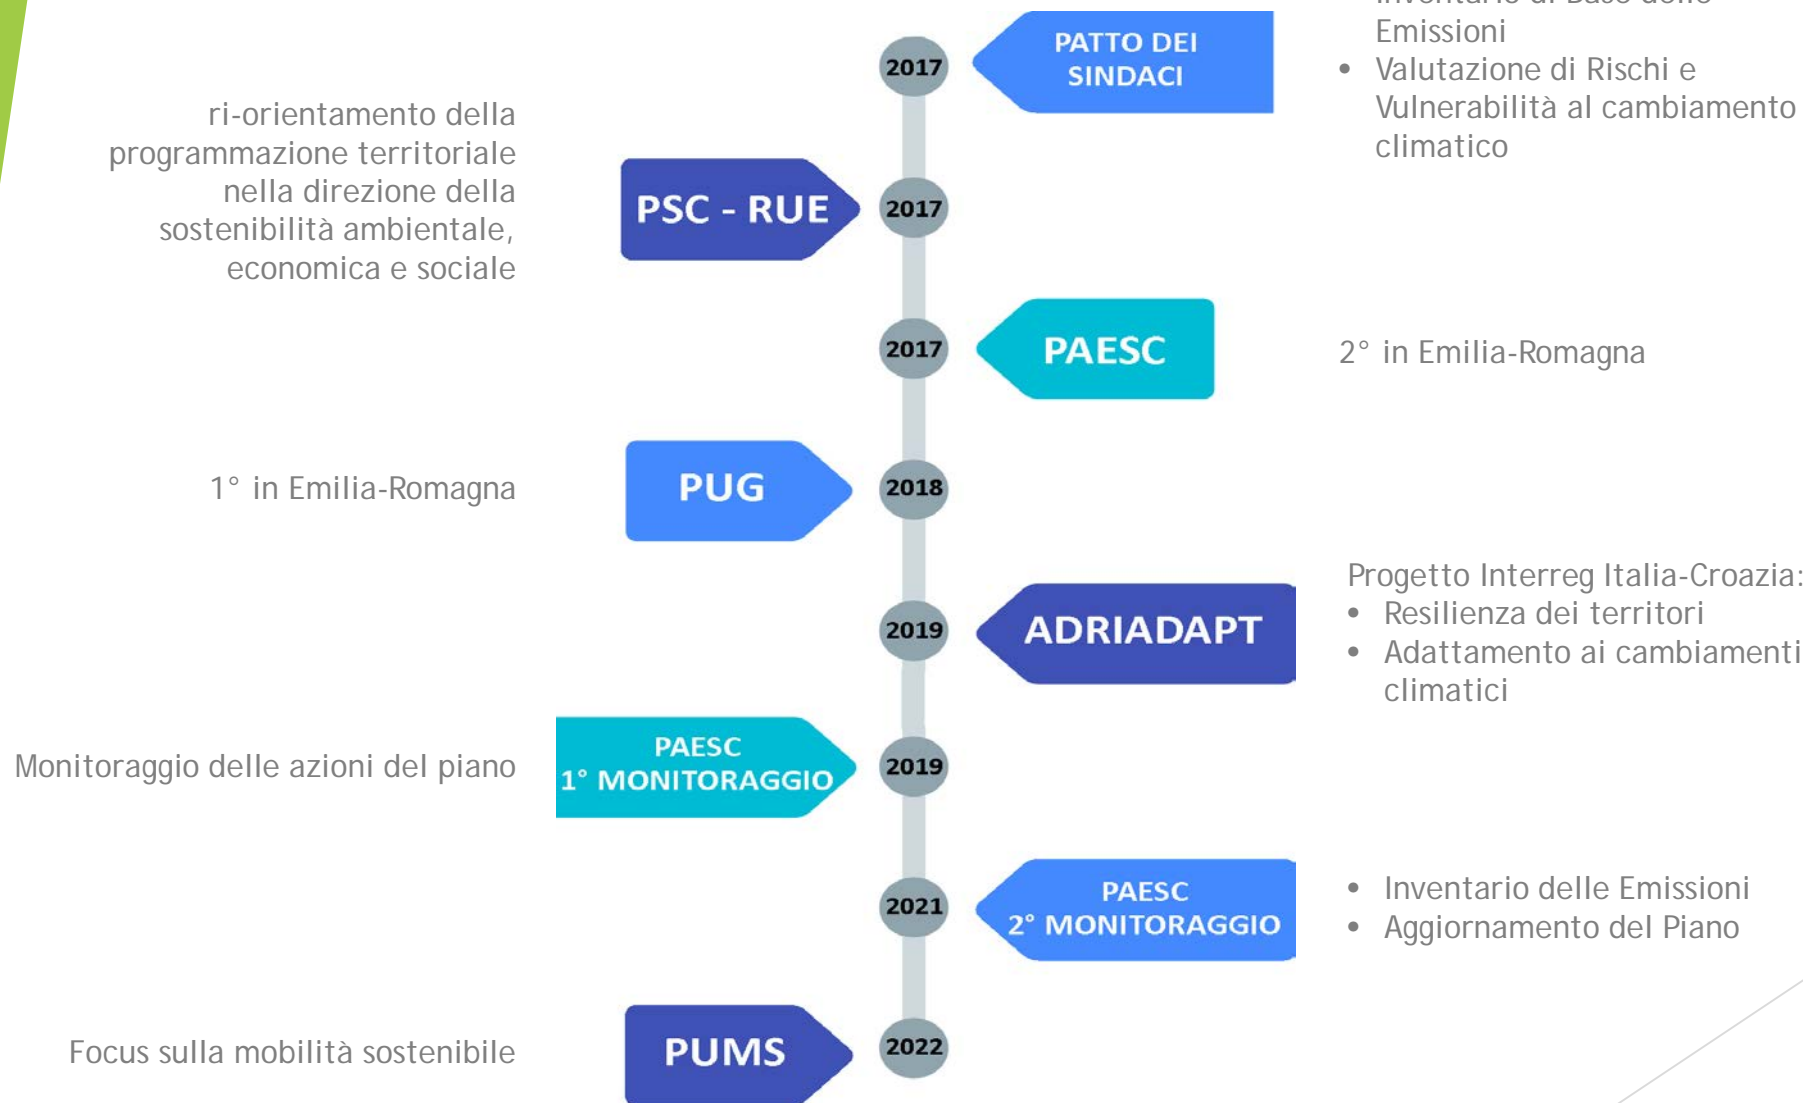 Emissioni
• Valutazione di Rischi e
Vulnerabilità al cambiamento
climatico
2017
PATTO DEI
SINDACI
ri-orientamento della
programmazione territoriale
nella direzione della
sostenibilità ambientale,
economica e sociale
PSC - RUE
2017
2017
PAESC
2° in Emilia-Romagna
1° in Emilia-Romagna
PUG
2018
2019
ADRIADAPT
Progetto Interreg Italia-Croazia:
• Resilienza dei territori
• Adattamento ai cambiamenti
climatici
Monitoraggio delle azioni del piano
PAESC
1° MONITORAGGIO
2019
2021
PAESC
2° MONITORAGGIO
• Inventario delle Emissioni
• Aggiornamento del Piano
Focus sulla mobilità sostenibile
PUMS
2022